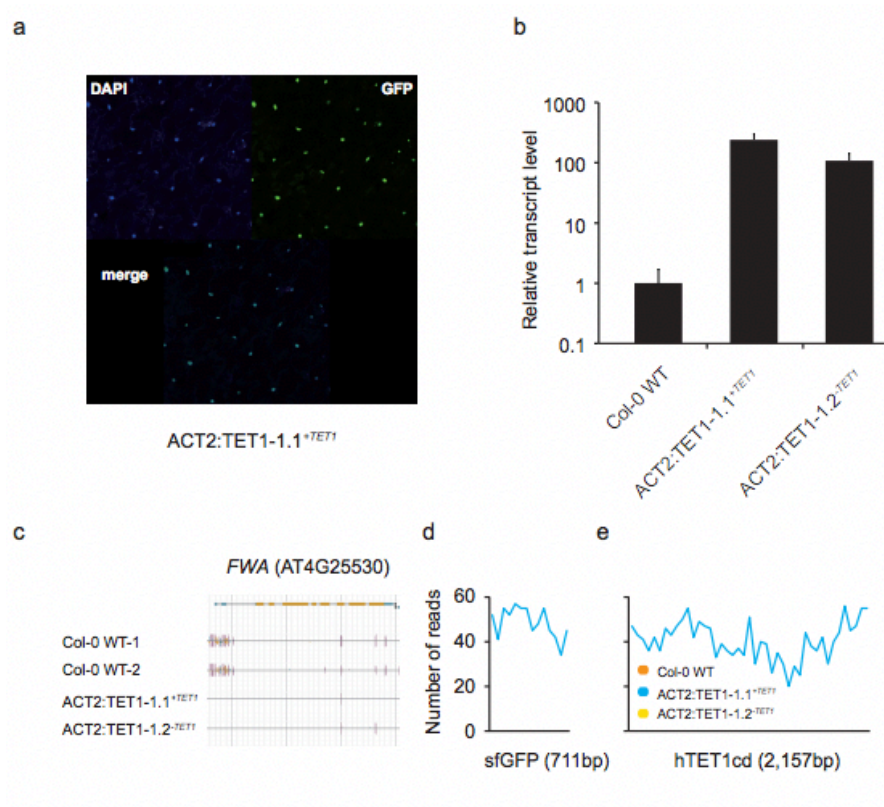 a
DAPI
GFP
merge
ACT2:TET1-1.1+TET1
b
Relative transcript level
1000
100
10
1
0.1
Col-0 WT
ACT2:TET1-1.1+TET1
ACT2:TET1-1.2-TET1
c
FWA (AT4G25530)
Col-0 WT-1
Col-0 WT-2
ACT2:TET1-1.1+TET1
ACT2:TET1-1.2-TET1
d
Number of reads
60
40
20
0
sfGFP (711bp)
e
Col-0 WT
ACT2:TET1-1.1+TET1
ACT2:TET1-1.2-TET1
hTET1cd (2,157bp)